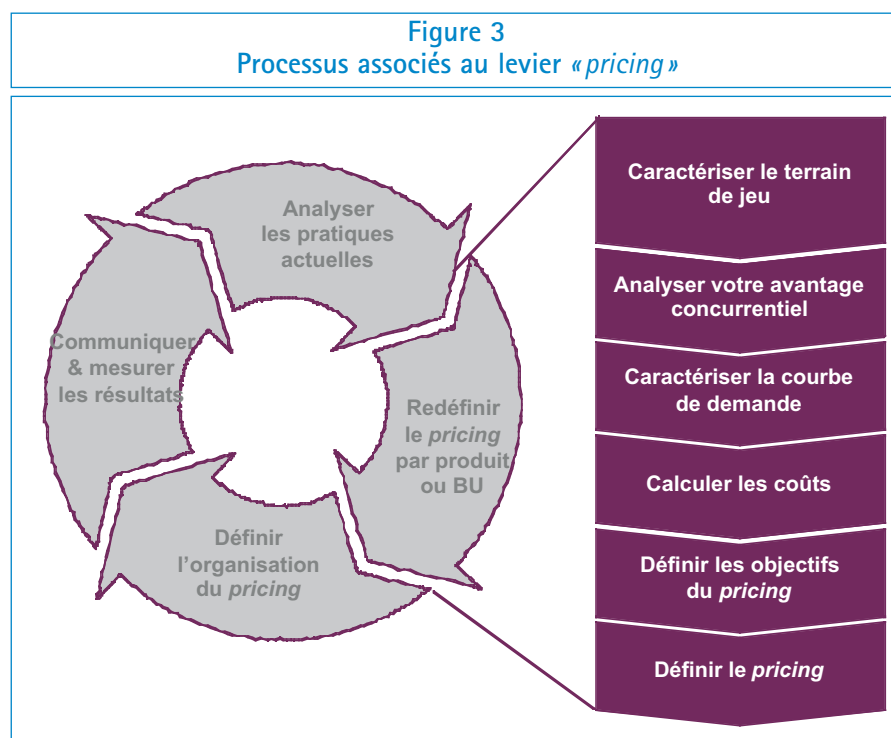 Figure 3
Processus associés au levier « pricing »
Analyser
les pratiques
actuelles
Redéfinir
le pricing
par produit
ou BU
Définir
l’organisation
du pricing
Communiquer
& mesurer
les résultats
Caractériser le terrain
de jeu
Analyser votre avantage
concurrentiel
Caractériser la courbe
de demande
Calculer les coûts
Définir les objectifs
du pricing
Définir le pricing